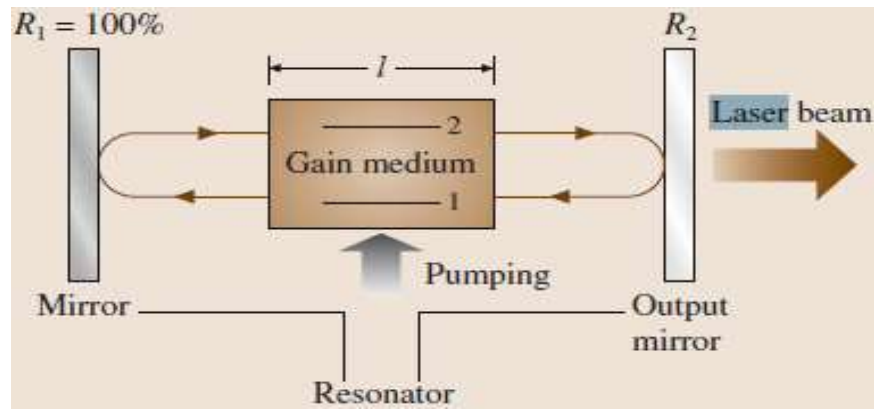 R₁ = 100%
R₂
l
Laser beam
2
Gain medium
1
Pumping
Mirror
Output
mirror
Resonator